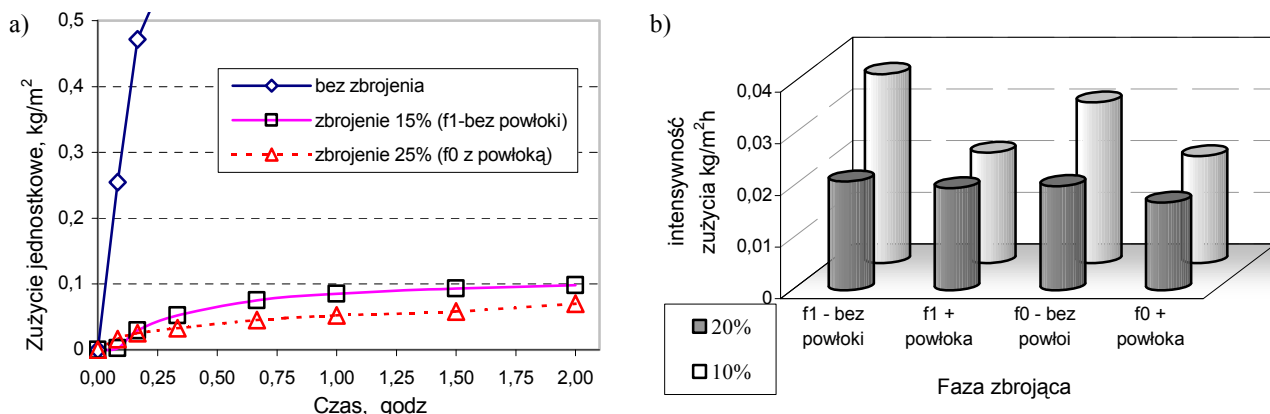 a)
Zużycie jednostkowe, kg/m²
0,5
0,4
0,3
0,2
0,1
0
bez zbrojenia
zbrojenie 15% (f1-bez powłoki)
zbrojenie 25% (f0 z powłoką)
0,00 0,25 0,50 0,75 1,00 1,25 1,50 1,75 2,00
Czas, godz
b)
intensywność
zużycia kg/m²h
0,04
0,03
0,02
0,01
0
f1 - bez
powłoki
f1 +
powłoka
f0 - bez
powłoi
f0 +
powłoka
20%
10%
Faza zbrojąca